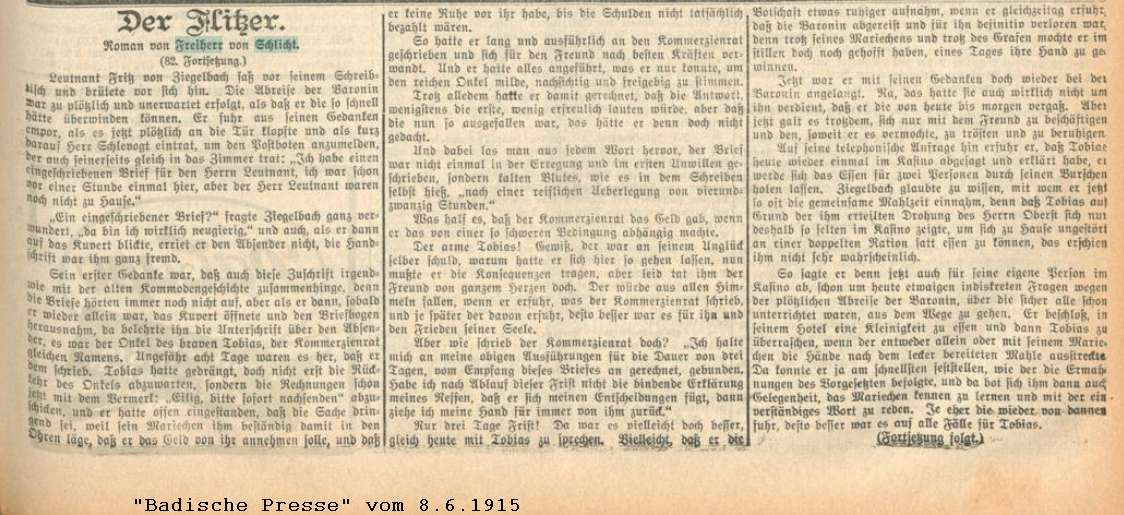 Der Flitzer.
Roman von Freiherr von Schlicht.
(82. Fortsetzung.)
Leutnant Fritz von Ziegelbach saß vor seinem Schreib-
tisch und brütete vor sich hin. Die Abreise der Baronin
war zu plötzlich und unerwartet erfolgt, als daß er die so schnell
hätte überwinden können. Er fuhr aus seinen Gedanken
empor, als es jetzt plötzlich an die Tür klopfte und als kurz
darauf Herr Schlevogt eintrat, um den Postboten anzumelden,
der auch seinerseits gleich in das Zimmer trat: „Ich habe einen
eingeschriebenen Brief für den Herrn Leutnant, ich war schon
vor einer Stunde einmal hier, aber der Herr Leutnant waren
noch nicht zu Hause.“
„Ein eingeschriebener Brief?“ fragte Ziegelbach ganz ver-
wundert, „da bin ich wirklich neugierig,“ und auch, als er dann
auf das Kuvert blickte, erriet er den Absender nicht, die Hand-
schrift war ihm ganz fremd.
Sein erster Gedanke war, daß auch diese Zuschrift irgend-
wie mit der alten Kommodengeschichte zusammenhinge, denn
die Briefe hörten immer noch nicht auf, aber als er dann, sobald
er wieder allein war, das Kuvert öffnete und den Briefbogen
herausnahm, da belehrte ihn die Unterschrift über den Absen-
der, es war der Onkel des braven Tobias, der Kommerzienrat
gleichen Namens. Ungefähr acht Tage waren es her, daß er
dem schrieb. Tobias hatte gedrängt, doch nicht erst die Rück-
kehr des Onkels abzuwarten, sondern die Rechnungen schon
jetzt mit dem Vermerk: „Eilig, bitte sofort nachsenden“ abzu-
schicken, und er hatte offen eingestanden, daß die Sache drin-
gend sei, weil sein Mariechen ihm beständig damit in den
Ohren läge, daß er das Geld von ihr annehmen solle, und daß
er keine Ruhe vor ihr habe, bis die Schulden nicht tatsächlich
bezahlt wären.
So hatte er lang und ausführlich an den Kommerzienrat
geschrieben und sich für den Freund nach besten Kräften ver-
wandt. Und er hatte alles angeführt, was er nur konnte, um
den reichen Onkel milde, nachsichtig und freigebig zu stimmen.
Trotz alledem hatte er damit gerechnet, daß die Antwort,
wenigstens die erste, wenig erfreulich lauten würde, aber daß
die nun so ausgefallen war, das hätte er denn doch nicht
gedacht.
Und dabei las man aus jedem Wort hervor, der Brief
war nicht einmal in der Erregung und im ersten Unwillen ge-
schrieben, sondern kalten Blutes, wie es in dem Schreiben
selbst hieß, „nach einer reiflichen Ueberlegung von vierund-
zwanzig Stunden.“
Was half es, daß der Kommerzienrat das Geld gab, wenn
er das von einer so schweren Bedingung abhängig machte.
Der arme Tobias! Gewiß, der war an seinem Unglück
selber schuld, warum hatte er sich hier so gehen lassen, nun
mußte er die Konsequenzen tragen, aber leid tat ihm der
Freund von ganzem Herzen doch. Der würde aus allen Him-
meln fallen, wenn er erfuhr, was der Kommerzienrat schrieb,
und je später der davon erfuhr, desto besser war es für ihn und
den Frieden seiner Seele.
Aber wie schrieb der Kommerzienrat doch? „Ich halte
mich an meine obigen Ausführungen für die Dauer von drei
Tagen, vom Empfang dieses Briefes an gerechnet, gebunden.
Habe ich nach Ablauf dieser Frist nicht die bindende Erklärung
meines Neffen, daß er sich meinen Entscheidungen fügt, dann
ziehe ich meine Hand für immer von ihm zurück.“
Nur drei Tage Frist! Da war es vielleicht doch besser,
gleich heute mit Tobias zu sprechen. Vielleicht, daß er die
Botschaft etwas ruhiger aufnahm, wenn er gleichzeitig erfuhr,
daß die Baronin abgereist und für ihn definitiv verloren war,
denn trotz seines Mariechens und trotz des Grafen mochte er im
stillen doch noch gehofft haben, eines Tages ihre Hand zu ge-
winnen.
Jetzt war er mit seinen Gedanken doch wieder bei der
Baronin angelangt. Na, das hatte sie auch wirklich nicht um
ihn verdient, daß er die von heute bis morgen vergaß. Aber
jetzt galt es trotzdem, sich nur mit dem Freund zu beschäftigen
und den, soweit er es vermochte, zu trösten und zu beruhigen.
Auf seine telephonische Anfrage hin erfuhr er, daß Tobias
heute wieder einmal im Kasino abgesagt und erklärt habe, er
werde sich das Essen für zwei Personen durch seinen Burschen
holen lassen. Ziegelbach glaubte zu wissen, mit wem er jetzt
so oft die gemeinsame Mahlzeit einnahm, denn daß Tobias auf
Grund der ihm erteilten Drohung des Herrn Oberst sich nur
deshalb so selten im Kasino zeigte, um sich zu Hause ungestört
an einer doppelten Ration satt essen zu können, das erschien
ihm nicht sehr wahrscheinlich.
So sagte er denn jetzt auch für seine eigene Person im
Kasino ab, schon um heute etwaigen indiskreten Fragen wegen
der plötzlichen Abreise der Baronin, über die sicher alle schon
unterrichtet waren, aus dem Wege zu gehen. Er beschloß, in
seinem Hotel eine Kleinigkeit zu essen und dann Tobias zu
überraschen, wenn der entweder allein oder mit seinem Marie-
chen die Hände nach dem lecker bereiteten Mahle ausstreckte.
Da konnte er ja am schnellsten feststellen, wie der die Ermah-
nungen des Vorgesetzten befolgte, und da bot sich ihm dann auch
Gelegenheit, das Mariechen kennen zu lernen und mit der ein
verständiges Wort zu reden. Je eher die wieder von dannen
fuhr, desto besser war es auf alle Fälle für Tobias.
(Fortsetzung folgt.)
"Badische Presse" vom 8.6.1915